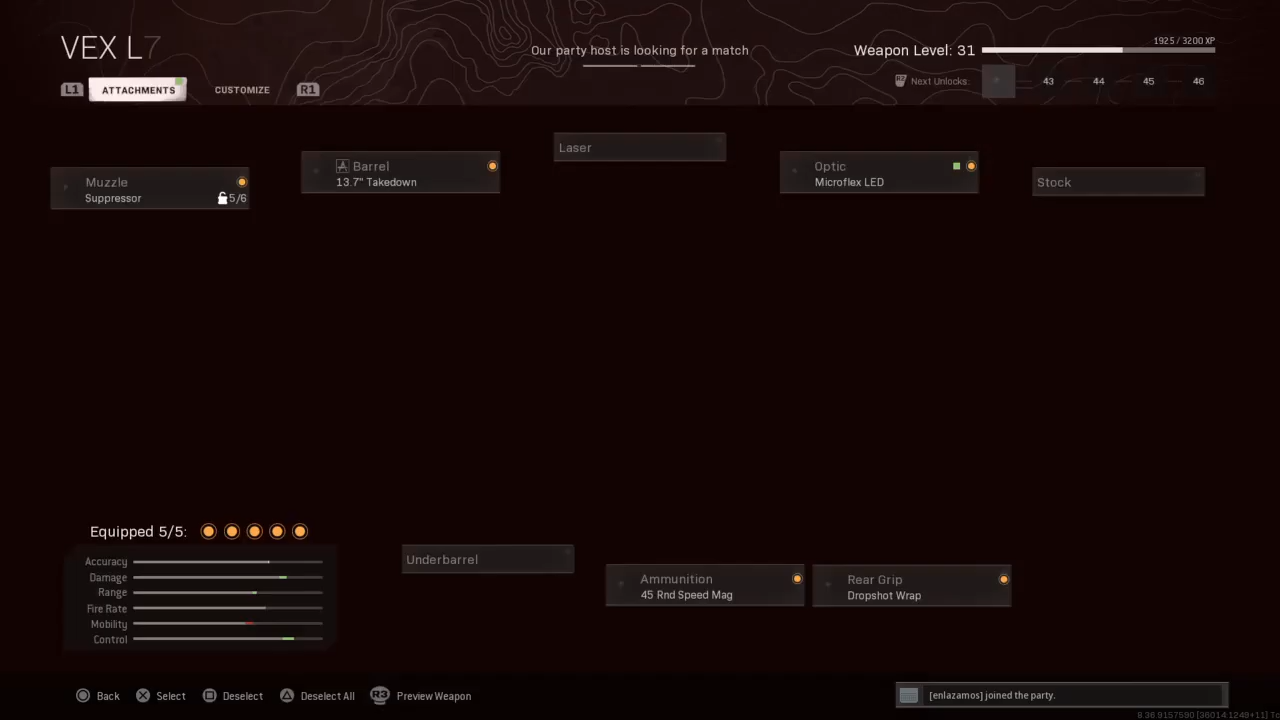 VEX L7
Our party host is looking for a match
Weapon Level: 31
1925 / 3200 XP
L1
ATTACHMENTS
CUSTOMIZE
R1
Next Unlocks:
43
44
45
46
Muzzle
Suppressor
5/6
Barrel
13.7" Takedown
Laser
Optic
Microflex LED
Stock
Equipped 5/5:
Accuracy
Damage
Range
Fire Rate
Mobility
Control
Underbarrel
Ammunition
45 Rnd Speed Mag
Rear Grip
Dropshot Wrap
Back
Select
Deselect
Deselect All
R3
Preview Weapon
[enlazamos] joined the party.